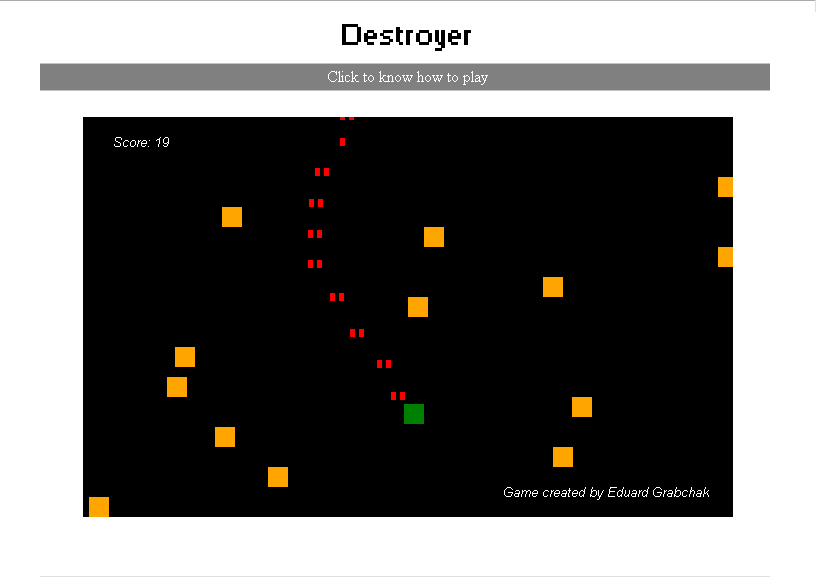 Destroyer
Click to know how to play
Score: 19
Game created by Eduard Grabchak